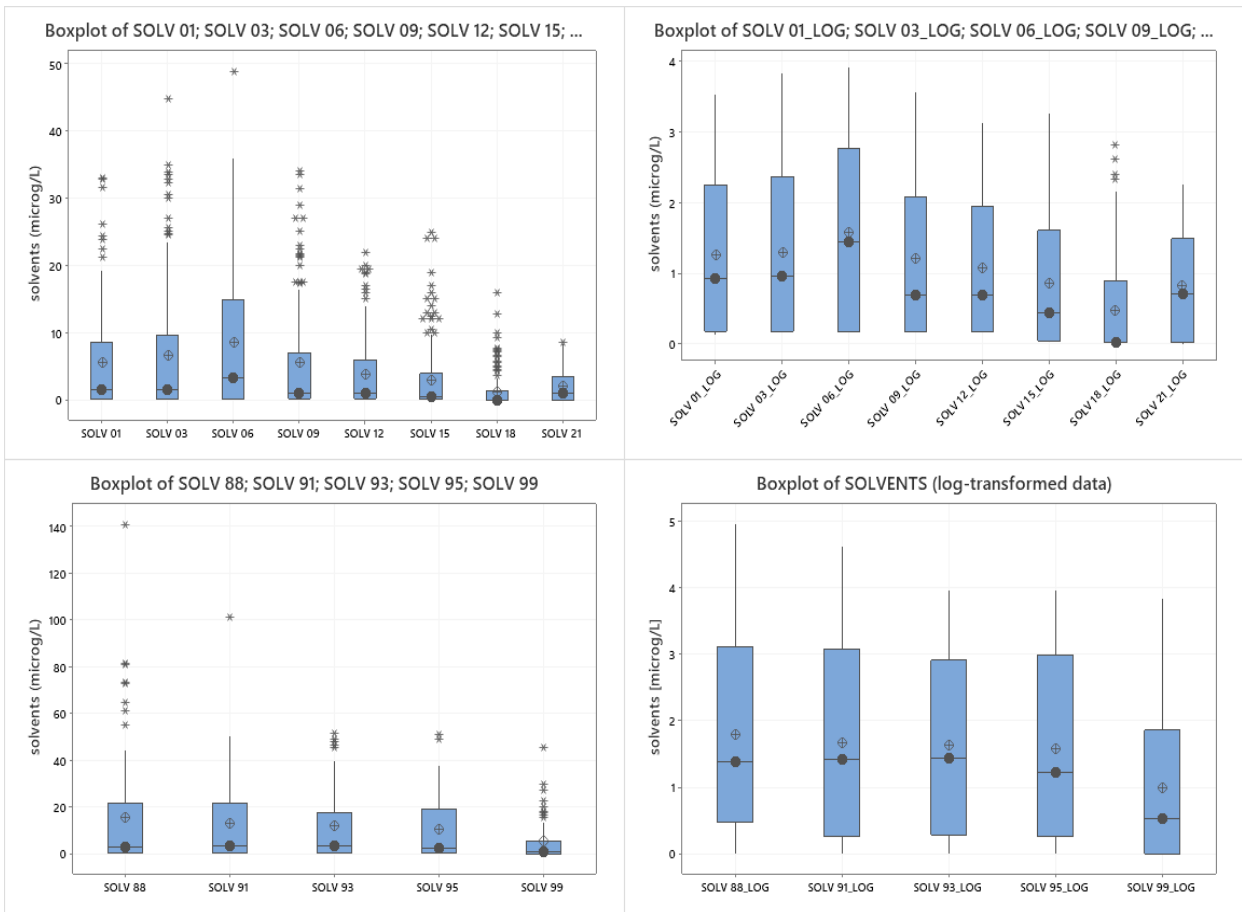 Boxplot of SOLV 01; SOLV 03; SOLV 06; SOLV 09; SOLV 12; SOLV 15; ...
50
40
30
20
10
0
solvents (microg/L)
SOLV 01 SOLV 03 SOLV 06 SOLV 09 SOLV 12 SOLV 15 SOLV 18 SOLV 21
Boxplot of SOLV 01_LOG; SOLV 03_LOG; SOLV 06_LOG; SOLV 09_LOG; ...
4
3
2
1
0
solvents (microg/L)
SOLV 01_LOG SOLV 03_LOG SOLV 06_LOG SOLV 09_LOG SOLV 12_LOG SOLV 15_LOG SOLV 18_LOG SOLV 21_LOG
Boxplot of SOLV 88; SOLV 91; SOLV 93; SOLV 95; SOLV 99
140
120
100
80
60
40
20
0
solvents (microg/L)
SOLV 88 SOLV 91 SOLV 93 SOLV 95 SOLV 99
Boxplot of SOLVENTS (log-transformed data)
5
4
3
2
1
0
solvents [microg/L]
SOLV 88_LOG SOLV 91_LOG SOLV 93_LOG SOLV 95_LOG SOLV 99_LOG